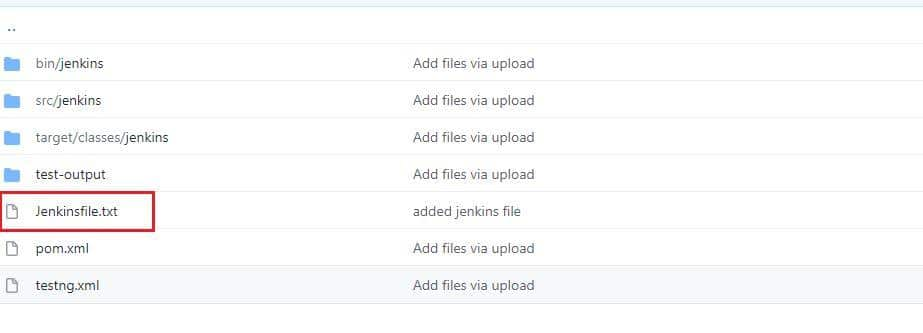 ..
bin/jenkins Add files via upload
src/jenkins Add files via upload
target/classes/jenkins Add files via upload
test-output Add files via upload
Jenkinsfile.txt added jenkins file
pom.xml Add files via upload
testng.xml Add files via upload